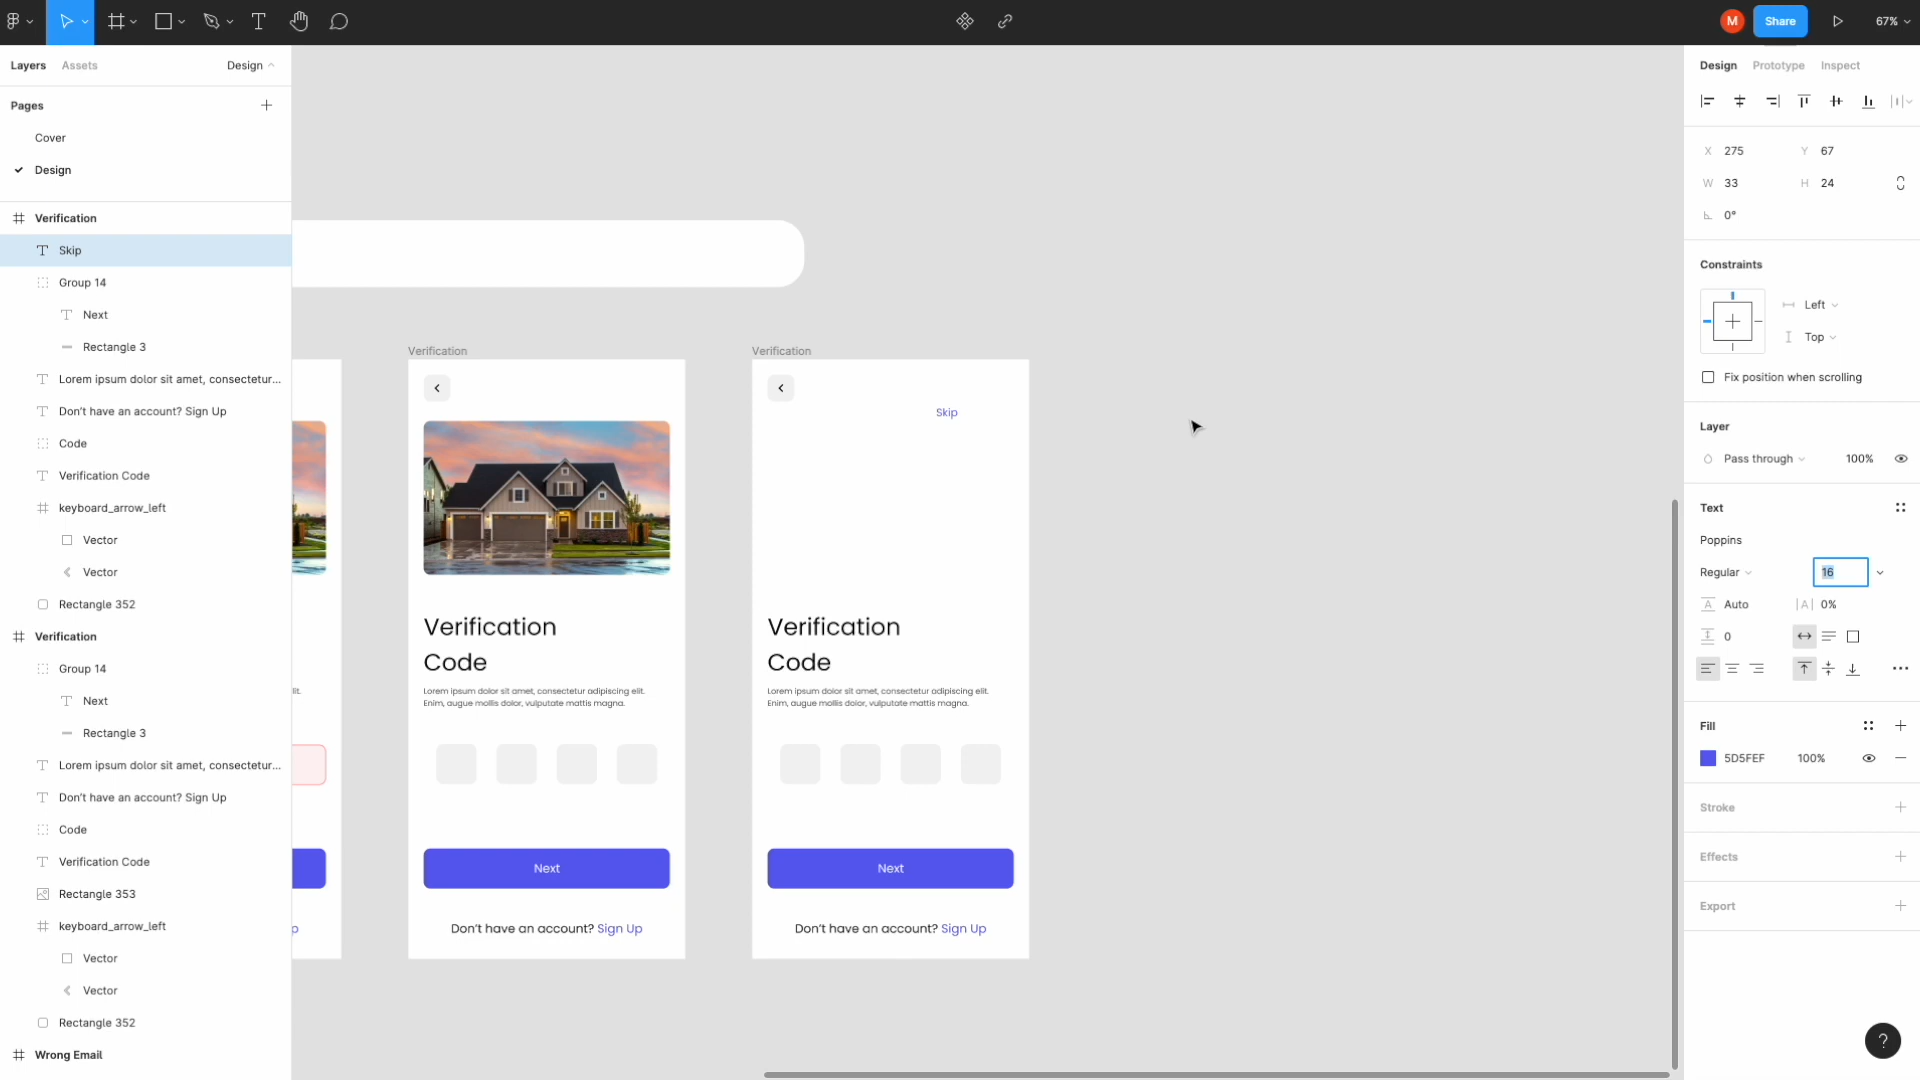 M
Share
67%
Layers
Assets
Design
Pages
Cover
Design
Verification
Skip
Group 14
Next
Rectangle 3
Lorem ipsum dolor sit amet, consectetur...
Don't have an account? Sign Up
Code
Verification Code
keyboard_arrow_left
Vector
Vector
Rectangle 352
Verification
Group 14
Next
Rectangle 3
Lorem ipsum dolor sit amet, consectetur...
Don't have an account? Sign Up
Code
Verification Code
Rectangle 353
keyboard_arrow_left
Vector
Vector
Rectangle 352
Wrong Email
lit.
p
Verification
Verification
Code
Lorem ipsum dolor sit amet, consectetur adipiscing elit.
Enim, augue mollis dolor, vulputate mattis magna.
Next
Don't have an account? Sign Up
Verification
Skip
Verification
Code
Lorem ipsum dolor sit amet, consectetur adipiscing elit.
Enim, augue mollis dolor, vulputate mattis magna.
Next
Don't have an account? Sign Up
Design
Prototype
Inspect
X 275
Y 67
W 33
H 24
0°
Constraints
Left
Top
Fix position when scrolling
Layer
Pass through
100%
Text
Poppins
Regular
16
A Auto
|A| 0%
0
Fill
5D5FEF
100%
Stroke
Effects
Export
?